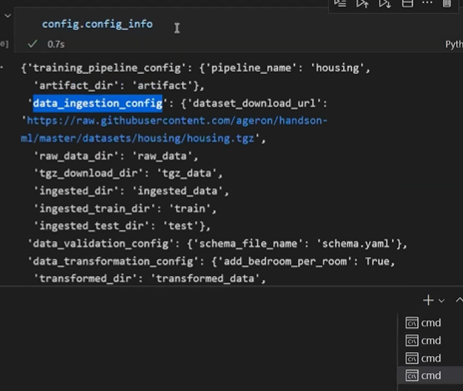 config.config_info
0.7s
Pyth
{'training_pipeline_config': {'pipeline_name': 'housing',
'artifact_dir': 'artifact'},
'data_ingestion_config': {'dataset_download_url':
'https://raw.githubusercontent.com/ageron/handson-
ml/master/datasets/housing/housing.tgz',
'raw_data_dir': 'raw_data',
'tgz_download_dir': 'tgz_data',
'ingested_dir': 'ingested_data',
'ingested_train_dir': 'train',
'ingested_test_dir': 'test'},
'data_validation_config': {'schema_file_name': 'schema.yaml'},
'data_transformation_config': {'add_bedroom_per_room': True,
'transformed_dir': 'transformed_data',
cmd
cmd
cmd
cmd